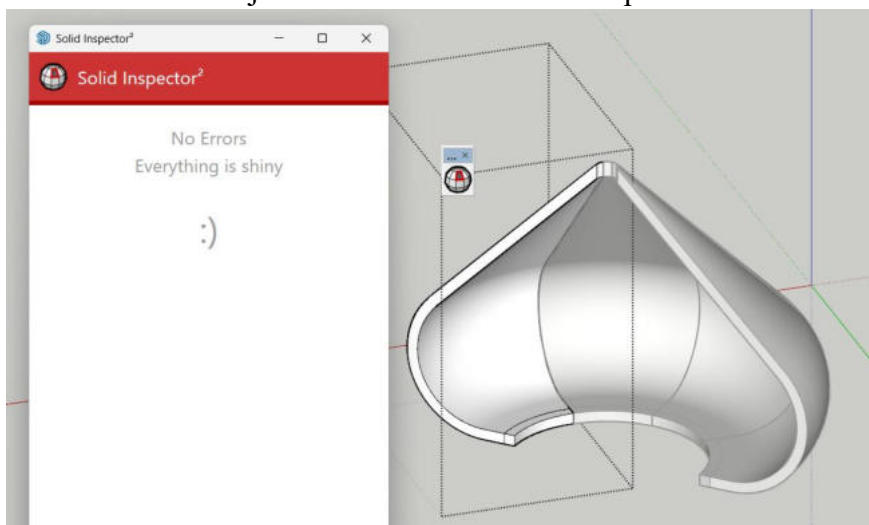 Solid Inspector²
Solid Inspector²
No Errors
Everything is shiny
:)